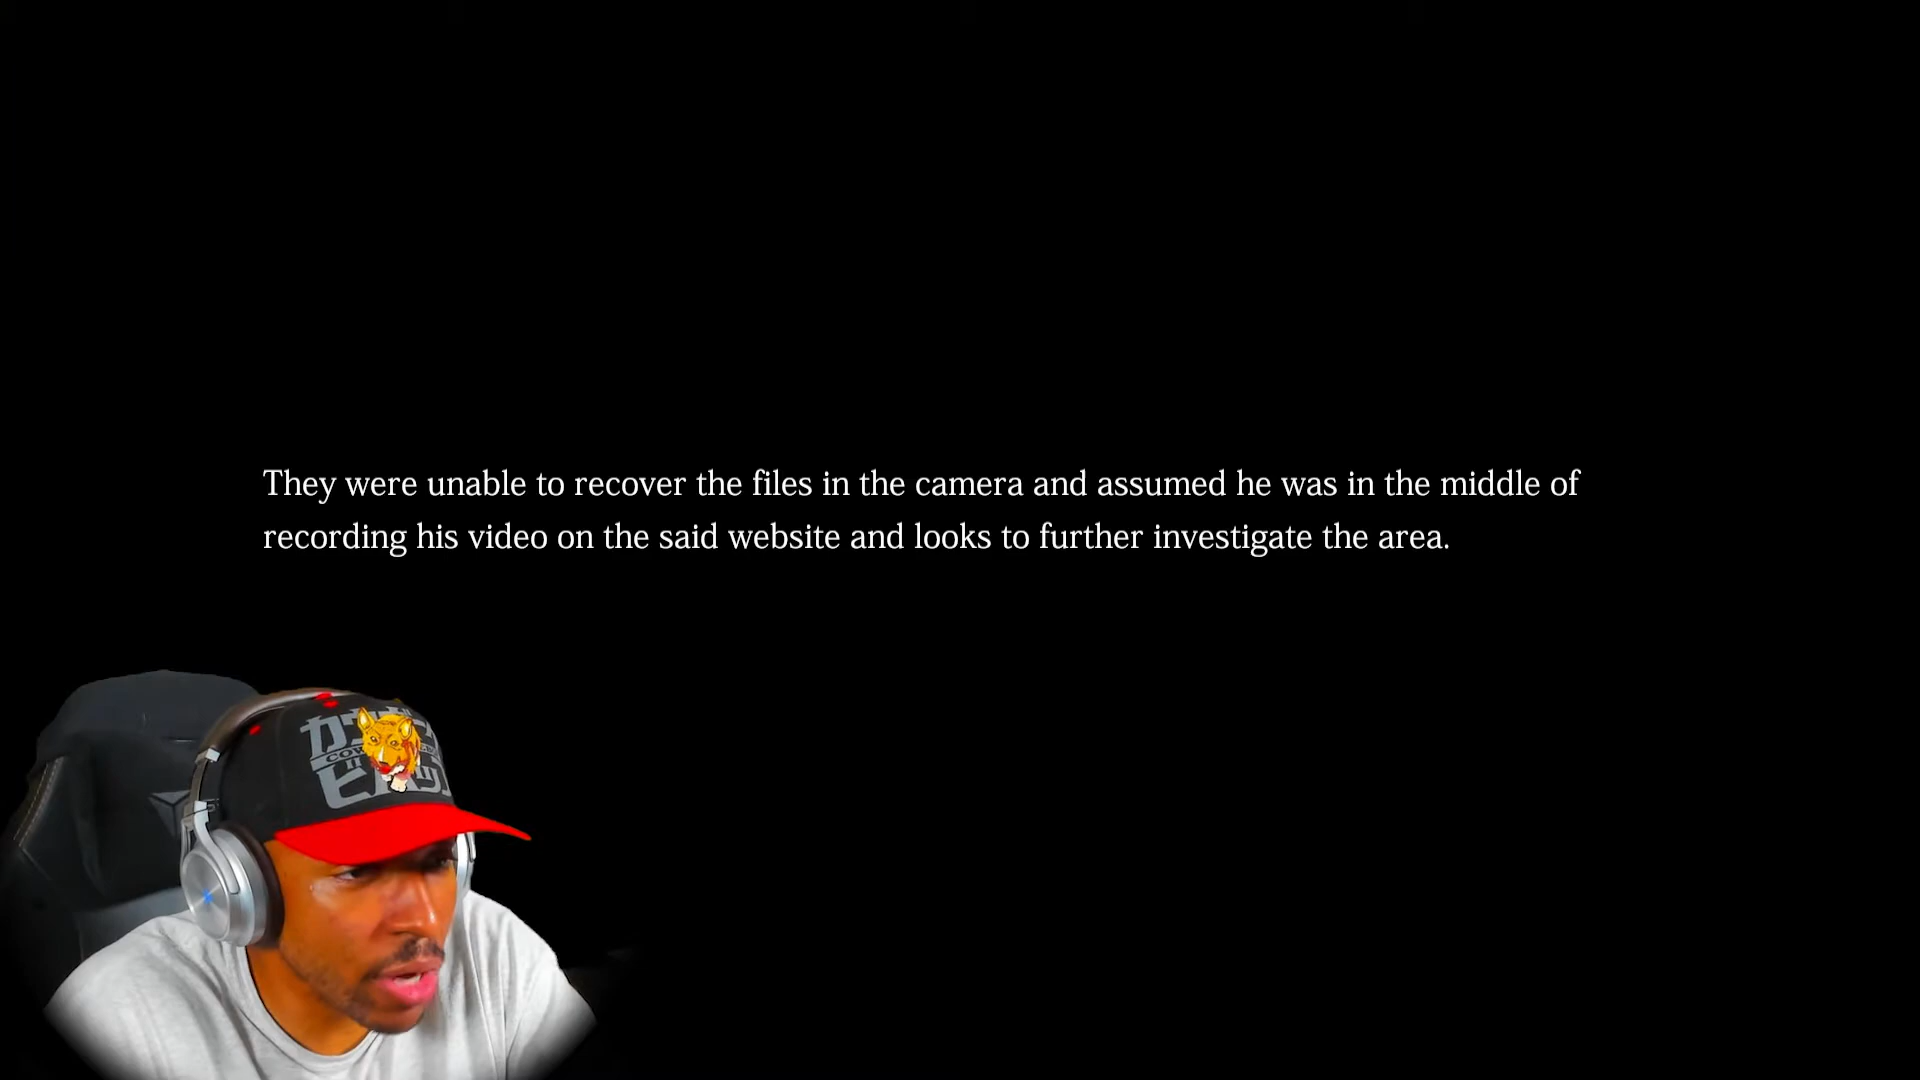 They were unable to recover the files in the camera and assumed he was in the middle of
recording his video on the said website and looks to further investigate the area.